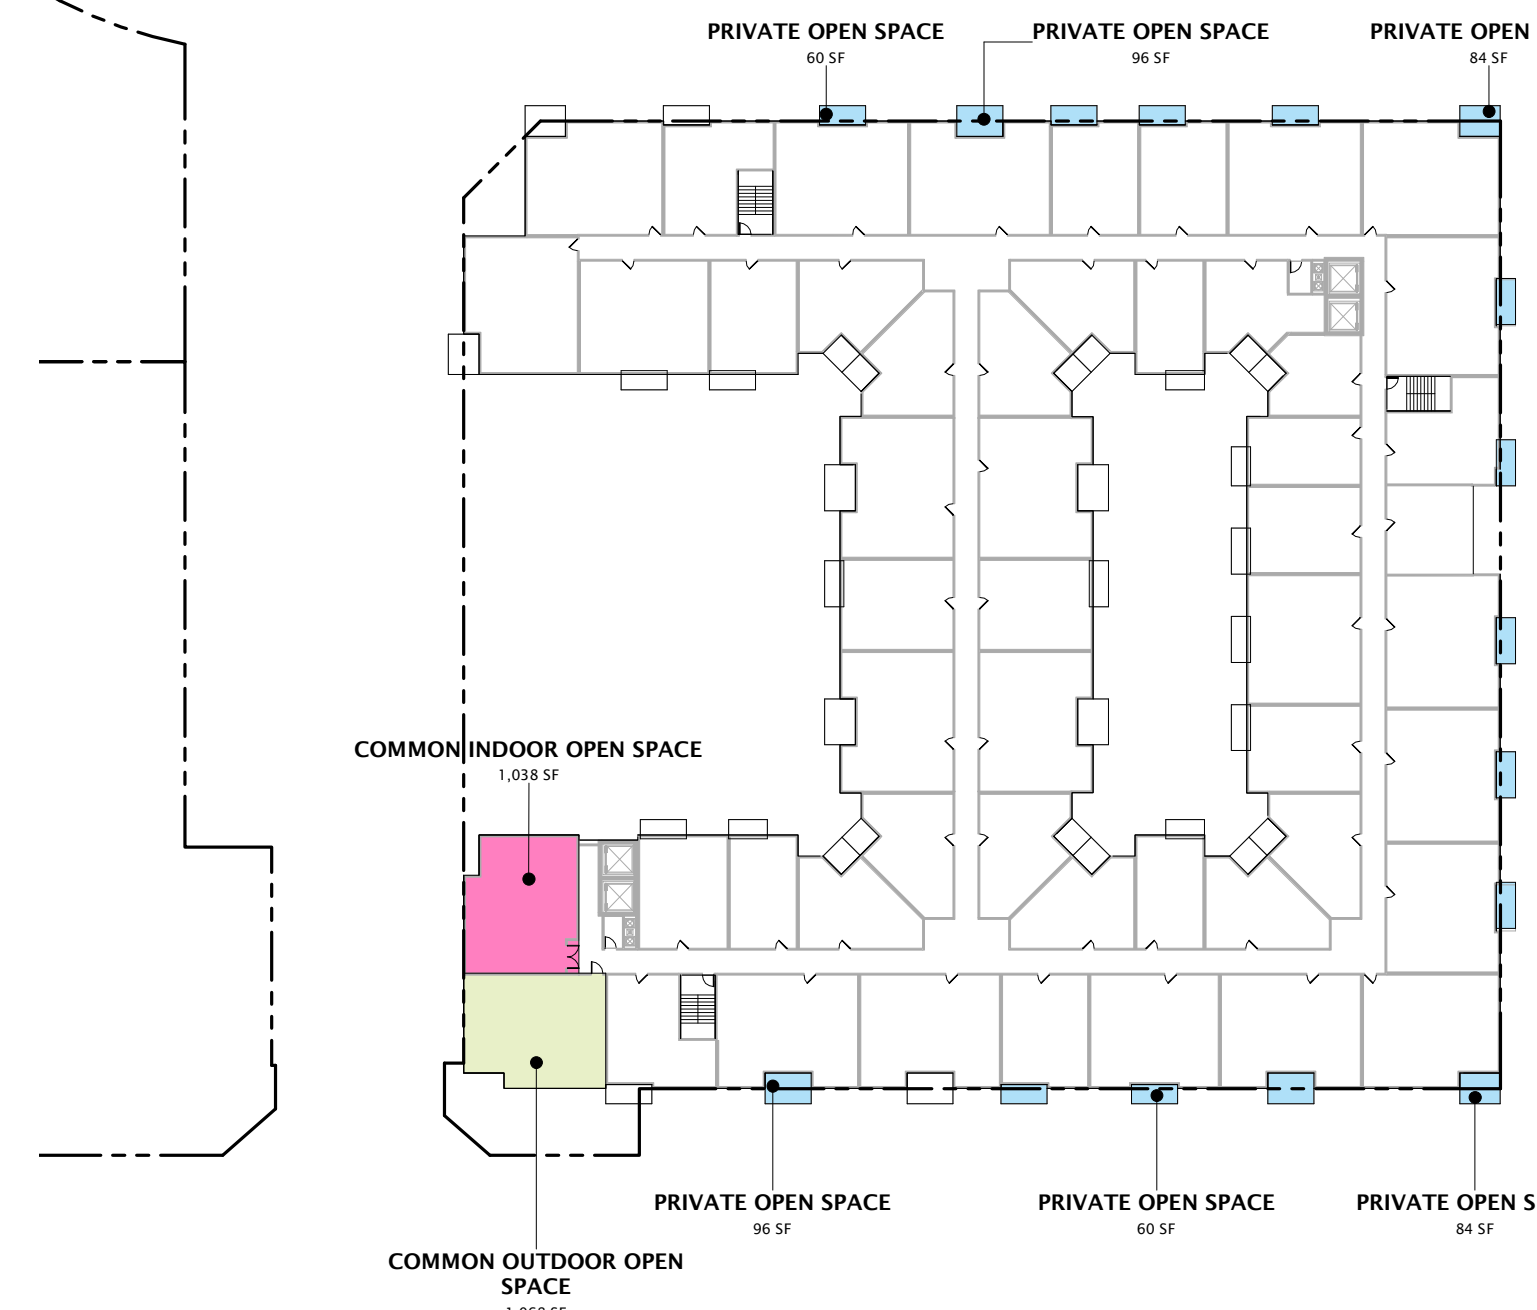 PRIVATE OPEN SPACE
60 SF
PRIVATE OPEN SPACE
96 SF
PRIVATE OPEN
84 SF
COMMON INDOOR OPEN SPACE
1,038 SF
PRIVATE OPEN SPACE
96 SF
PRIVATE OPEN SPACE
60 SF
PRIVATE OPEN S
84 SF
COMMON OUTDOOR OPEN
SPACE
SF